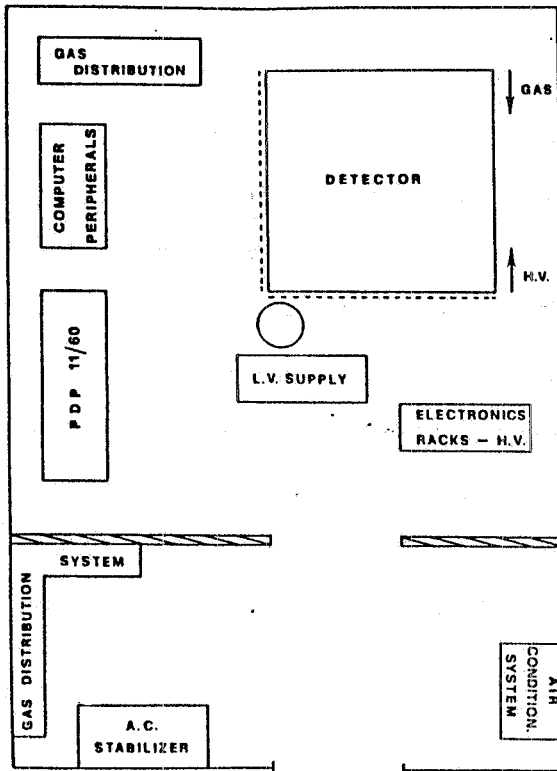 GAS
DISTRIBUTION
GAS
COMPUTER
PERIPHERALS
DETECTOR
H.V.
PDP 11/60
L.V. SUPPLY
ELECTRONICS
RACKS – H.V.
SYSTEM
GAS DISTRIBUTION
AIR
CONDITION.
SYSTEM
A.C.
STABILIZER